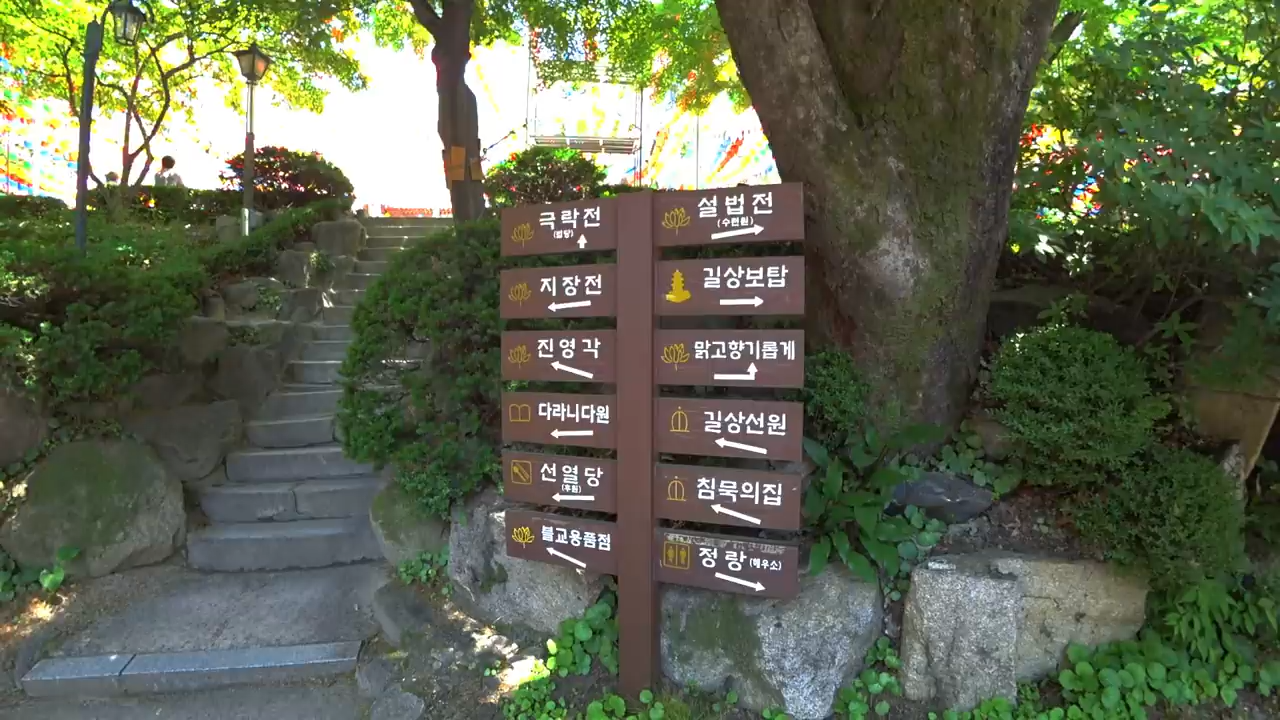 극락전
(법당)
지장전
진영각
다라니다원
선열당
(후원)
불교용품점
설법전
(수련원)
길상보탑
맑고향기롭게
길상선원
침묵의집
정랑 (해우소)